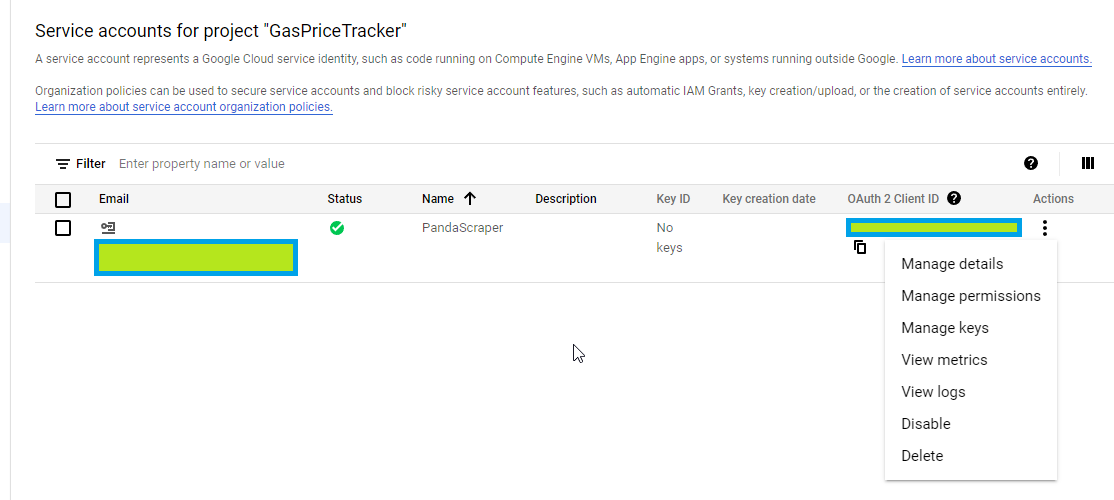 Service accounts for project "GasPriceTracker"
A service account represents a Google Cloud service identity, such as code running on Compute Engine VMs, App Engine apps, or systems running outside Google. Learn more about service accounts.
Organization policies can be used to secure service accounts and block risky service account features, such as automatic IAM Grants, key creation/upload, or the creation of service accounts entirely.
Learn more about service account organization policies.
Filter Enter property name or value
Email Status Name Description Key ID Key creation date OAuth 2 Client ID Actions
PandaScraper No
keys
Manage details
Manage permissions
Manage keys
View metrics
View logs
Disable
Delete